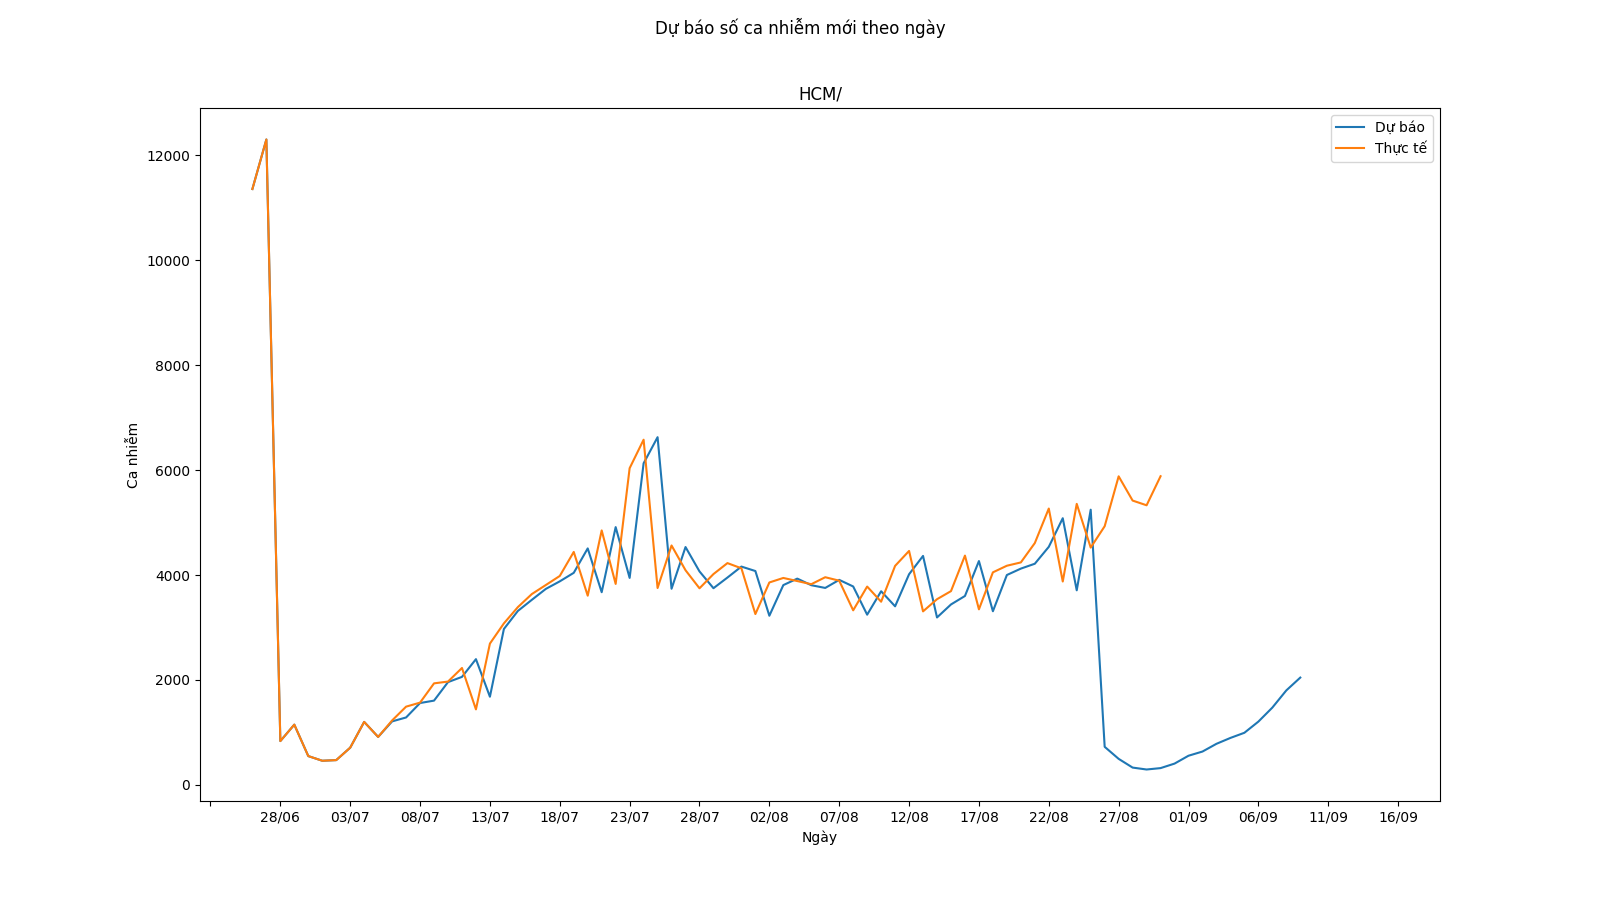 Dự báo số ca nhiễm mới theo ngày
HCM/
Dự báo
Thực tế
12000
10000
8000
6000
4000
2000
0
Ca nhiễm
28/06 03/07 08/07 13/07 18/07 23/07 28/07 02/08 07/08 12/08 17/08 22/08 27/08 01/09 06/09 11/09 16/09
Ngày